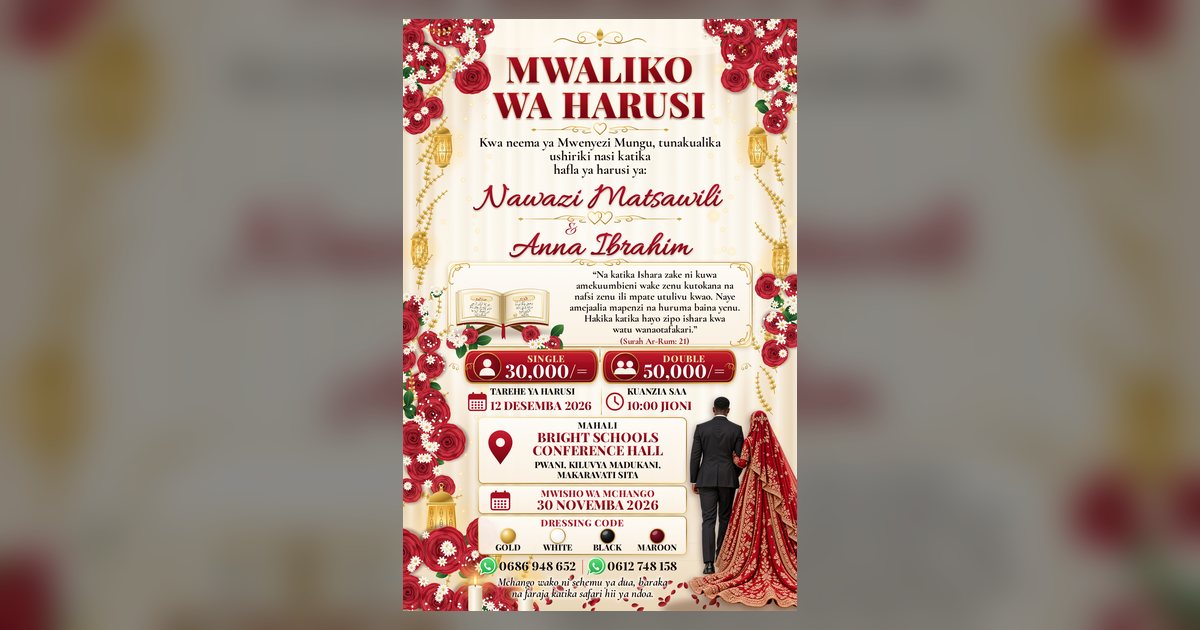 MWALIKO
WA HARUSI
Kwa neema ya Mwenyezi Mungu, tunakualika
ushiriki nasi katika
hafla ya harusi ya:
Nawazi Matsawili
&
Anna Ibrahim
“Na katika Ishara zake ni kuwa
amekuumbieni wake zenu kutokana na
nafsi zenu ili mpate utulivu kwao. Naye
amejaalia mapenzi na huruma baina yenu.
Hakika katika hayo zipo ishara kwa
watu wanaotafakari.”
(Surah Ar-Rum: 21)
SINGLE
30,000/=
DOUBLE
50,000/=
TAREHE YA HARUSI
12 DESEMBA 2026
KUANZIA SAA
10:00 JIONI
MAHALI
BRIGHT SCHOOLS
CONFERENCE HALL
PWANI, KILUVYA MADUKANI,
MAKARAVATI SITA
MWISHO WA MCHANGO
30 NOVEMBA 2026
DRESSING CODE
GOLD WHITE BLACK MAROON
0686 948 652 0612 748 158
Mchango wako ni sehemu ya dua, baraka
na faraja katika safari hii ya ndoa.